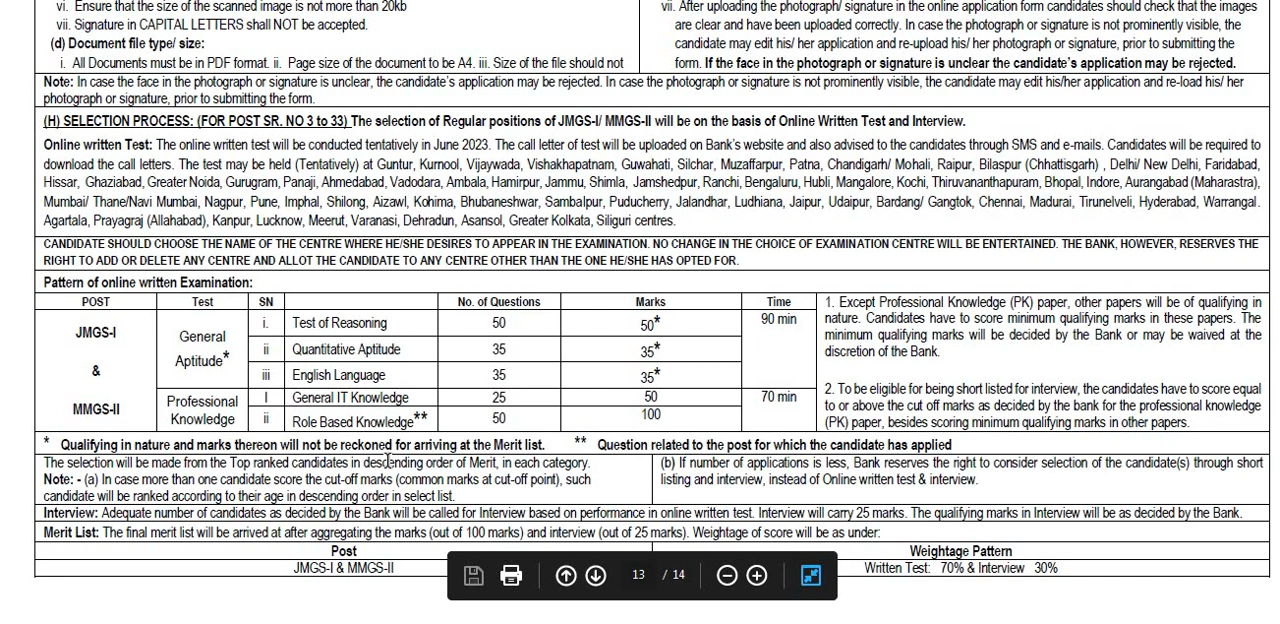 vi. Ensure that the size of the scanned image is not more than 20kb
vii. Signature in CAPITAL LETTERS shall NOT be accepted.
(d) Document file type/ size:
i. All Documents must be in PDF format. ii. Page size of the document to be A4. iii. Size of the file should not
vii. After uploading the photograph/ signature in the online application form candidates should check that the images
are clear and have been uploaded correctly. In case the photograph or signature is not prominently visible, the
candidate may edit his/ her application and re-upload his/ her photograph or signature, prior to submitting the
form. If the face in the photograph or signature is unclear the candidate's application may be rejected.
Note: In case the face in the photograph or signature is unclear, the candidate's application may be rejected. In case the photograph or signature is not prominently visible, the candidate may edit his/her application and re-load his/ her
photograph or signature, prior to submitting the form.
(H) SELECTION PROCESS: (FOR POST SR. NO 3 to 33) The selection of Regular positions of JMGS-I/ MMGS-II will be on the basis of Online Written Test and Interview.
Online written Test: The online written test will be conducted tentatively in June 2023. The call letter of test will be uploaded on Bank's website and also advised to the candidates through SMS and e-mails. Candidates will be required to
download the call letters. The test may be held (Tentatively) at Guntur, Kurnool, Vijaywada, Vishakhapatnam, Guwahati, Silchar, Muzaffarpur, Patna, Chandigarh/ Mohali, Raipur, Bilaspur (Chhattisgarh) , Delhi/ New Delhi, Faridabad,
Hissar, Ghaziabad, Greater Noida, Gurugram, Panaji, Ahmedabad, Vadodara, Ambala, Hamirpur, Jammu, Shimla, Jamshedpur, Ranchi, Bengaluru, Hubli, Mangalore, Kochi, Thiruvananthapuram, Bhopal, Indore, Aurangabad (Maharastra),
Mumbai/ Thane/Navi Mumbai, Nagpur, Pune, Imphal, Shilong, Aizawl, Kohima, Bhubaneshwar, Sambalpur, Puducherry, Jalandhar, Ludhiana, Jaipur, Udaipur, Bardang/ Gangtok, Chennai, Madurai, Tirunelveli, Hyderabad, Warrangal.
Agartala, Prayagraj (Allahabad), Kanpur, Lucknow, Meerut, Varanasi, Dehradun, Asansol, Greater Kolkata, Siliguri centres.
CANDIDATE SHOULD CHOOSE THE NAME OF THE CENTRE WHERE HE/SHE DESIRES TO APPEAR IN THE EXAMINATION. NO CHANGE IN THE CHOICE OF EXAMINATION CENTRE WILL BE ENTERTAINED. THE BANK, HOWEVER, RESERVES THE
RIGHT TO ADD OR DELETE ANY CENTRE AND ALLOT THE CANDIDATE TO ANY CENTRE OTHER THAN THE ONE HE/SHE HAS OPTED FOR.
Pattern of online written Examination:
POST Test SN No. of Questions Marks Time
JMGS-I & MMGS-II
General Aptitude*
i. Test of Reasoning 50 50* 90 min
ii Quantitative Aptitude 35 35*
iii English Language 35 35*
Professional Knowledge
I General IT Knowledge 25 50 70 min
ii Role Based Knowledge** 50 100
1. Except Professional Knowledge (PK) paper, other papers will be of qualifying in
nature. Candidates have to score minimum qualifying marks in these papers. The
minimum qualifying marks will be decided by the Bank or may be waived at the
discretion of the Bank.
2. To be eligible for being short listed for interview, the candidates have to score equal
to or above the cut off marks as decided by the bank for the professional knowledge
(PK) paper, besides scoring minimum qualifying marks in other papers.
* Qualifying in nature and marks thereon will not be reckoned for arriving at the Merit list. ** Question related to the post for which the candidate has applied
The selection will be made from the Top ranked candidates in descending order of Merit, in each category.
Note: - (a) In case more than one candidate score the cut-off marks (common marks at cut-off point), such
candidate will be ranked according to their age in descending order in select list.
(b) If number of applications is less, Bank reserves the right to consider selection of the candidate(s) through short
listing and interview, instead of Online written test & interview.
Interview: Adequate number of candidates as decided by the Bank will be called for Interview based on performance in online written test. Interview will carry 25 marks. The qualifying marks in Interview will be as decided by the Bank.
Merit List: The final merit list will be arrived at after aggregating the marks (out of 100 marks) and interview (out of 25 marks). Weightage of score will be as under:
Post Weightage Pattern
JMGS-I & MMGS-II Written Test: 70% & Interview 30%
13 / 14